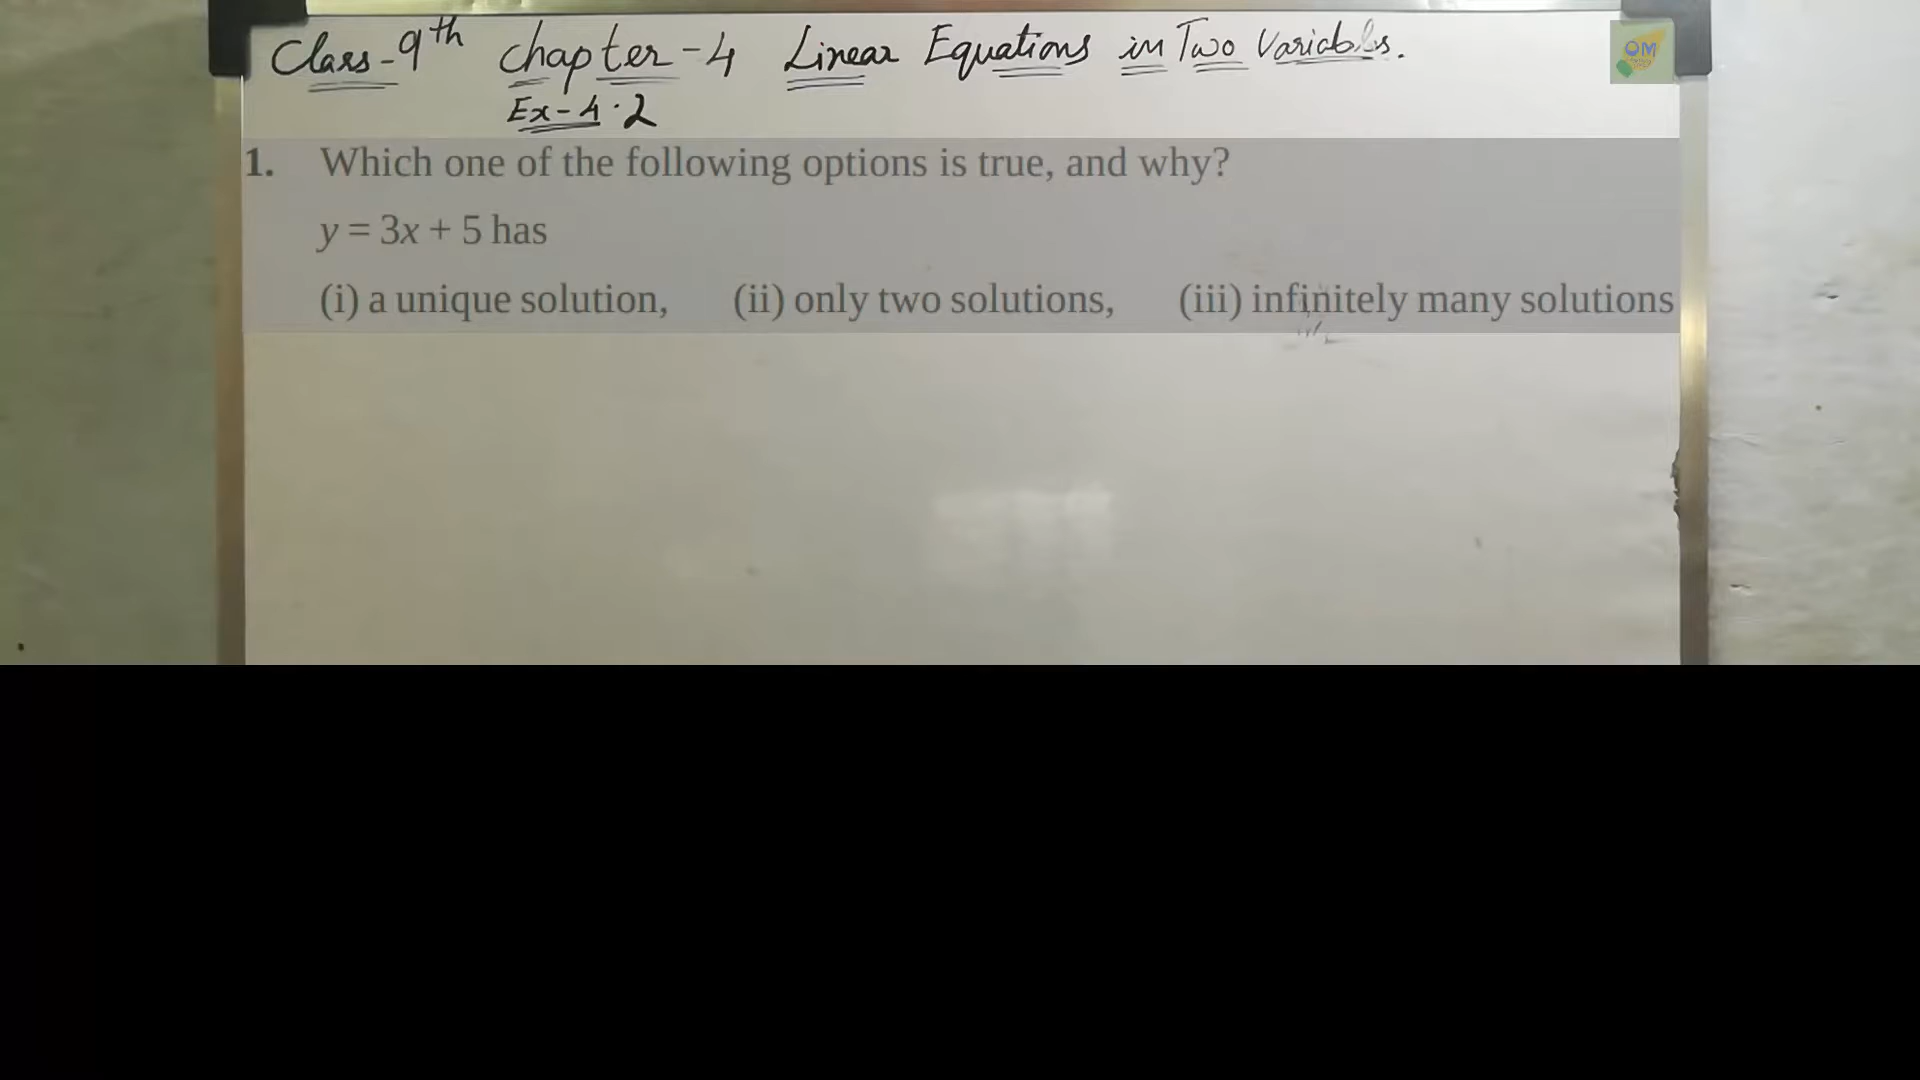 Class-9th chapter-4 Linear Equations in Two Variables.
Ex-4.2
1. Which one of the following options is true, and why?
y = 3x + 5 has
(i) a unique solution, (ii) only two solutions, (iii) infinitely many solutions
OM